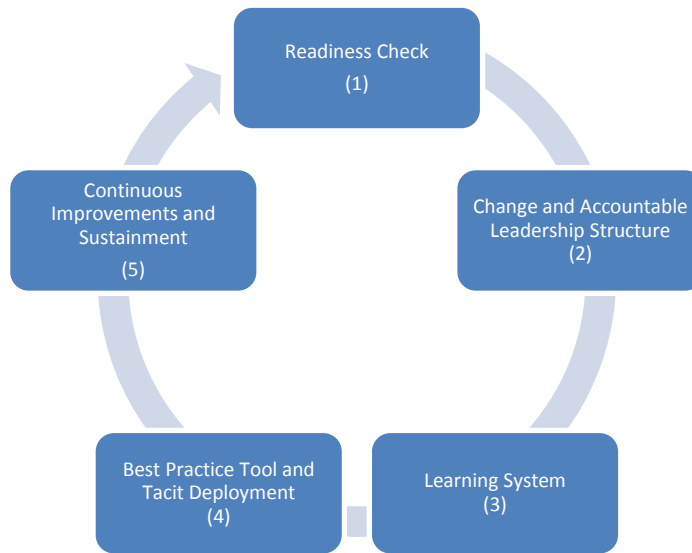 Readiness Check
(1)
Change and Accountable
Leadership Structure
(2)
Learning System
(3)
Best Practice Tool and
Tacit Deployment
(4)
Continuous
Improvements and
Sustainment
(5)